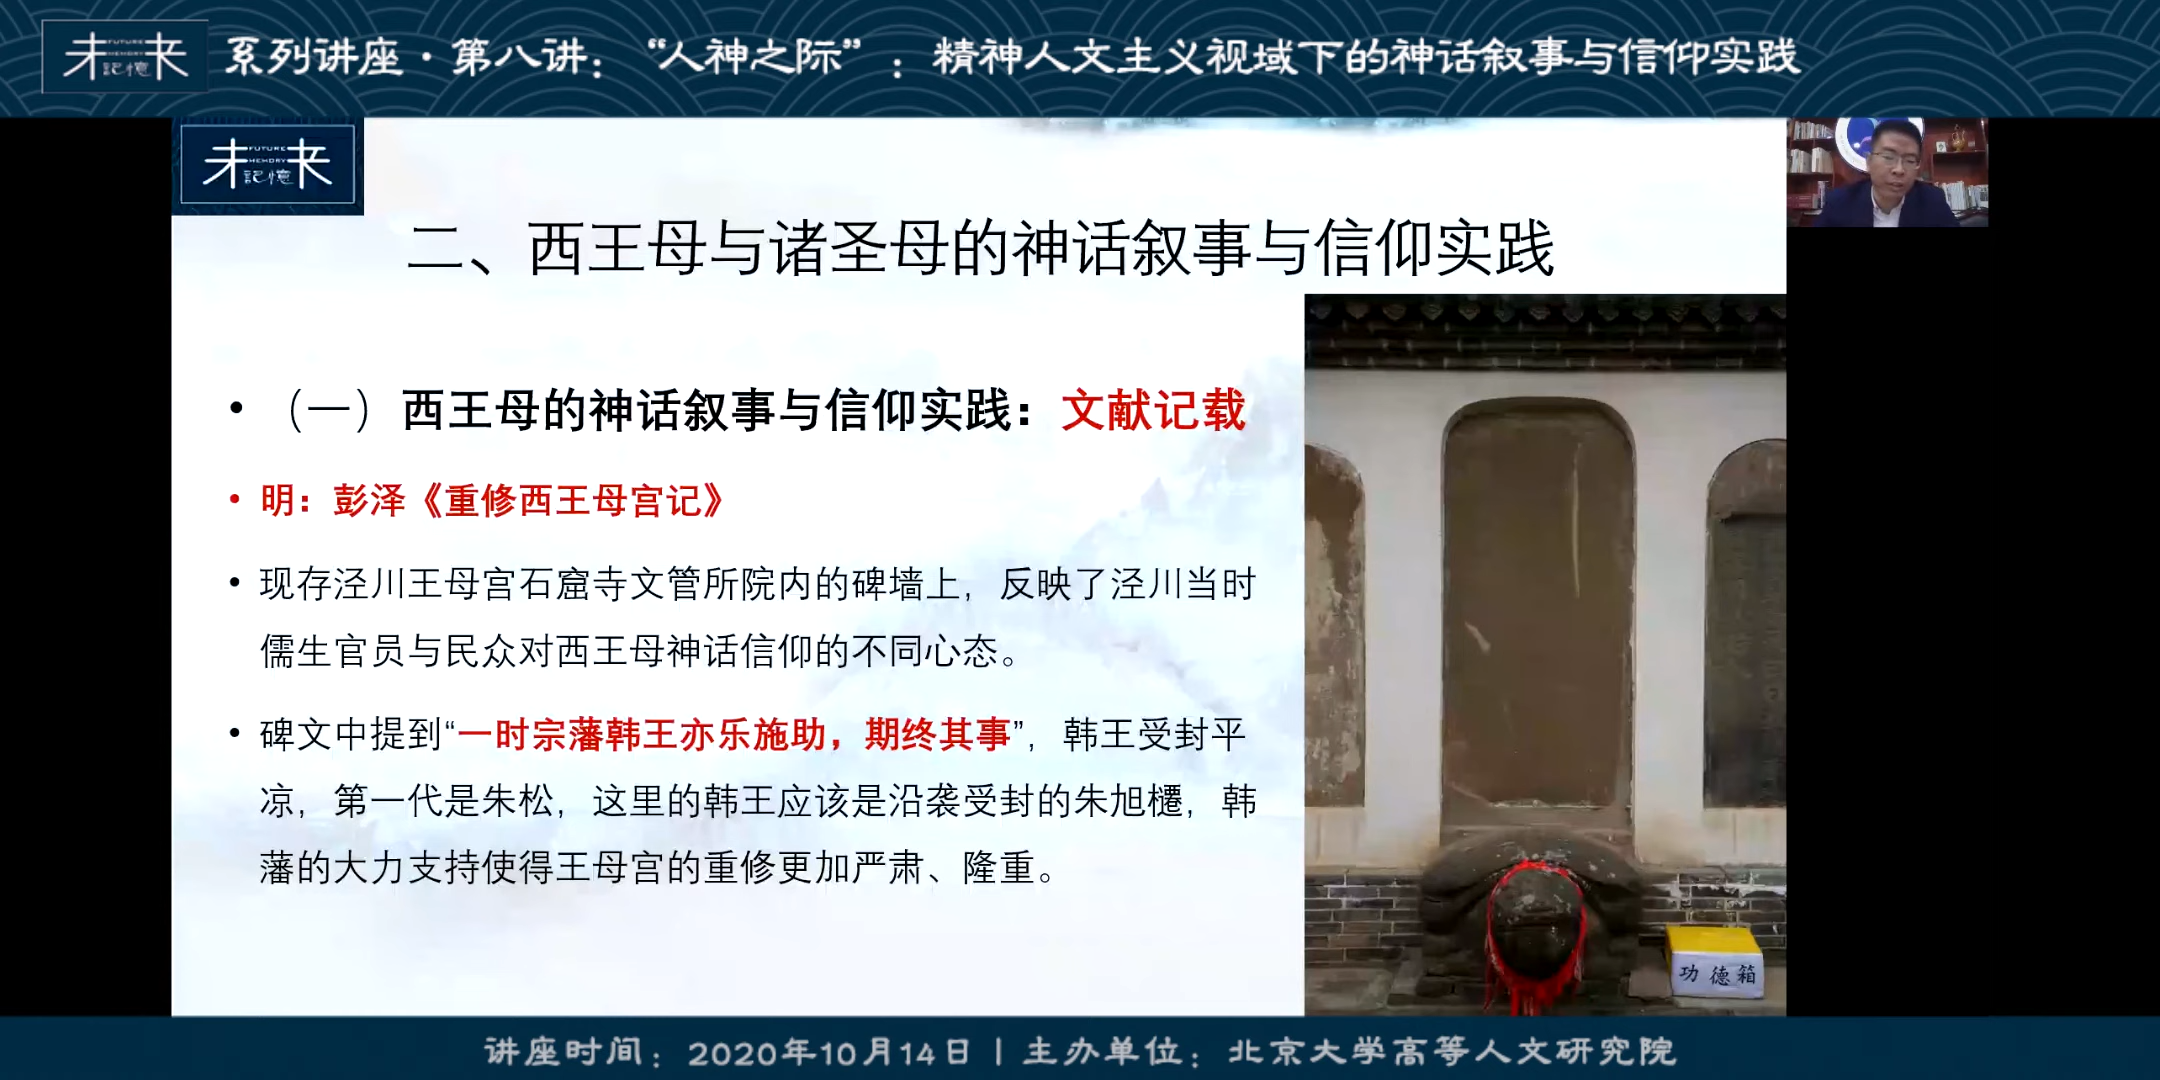 未来
記憶
系列讲座·第八讲：“人神之际”：精神人文主义视域下的神话叙事与信仰实践
未来
FUTURE
MEMORY
記憶
二、西王母与诸圣母的神话叙事与信仰实践
• （一）西王母的神话叙事与信仰实践：文献记载
• 明：彭泽《重修西王母宫记》
• 现存泾川王母宫石窟寺文管所院内的碑墙上，反映了泾川当时
儒生官员与民众对西王母神话信仰的不同心态。
• 碑文中提到“一时宗藩韩王亦乐施助，期终其事”，韩王受封平
凉，第一代是朱松，这里的韩王应该是沿袭受封的朱旭櫏，韩
藩的大力支持使得王母宫的重修更加严肃、隆重。
功德箱
讲座时间：2020年10月14日 | 主办单位：北京大学高等人文研究院